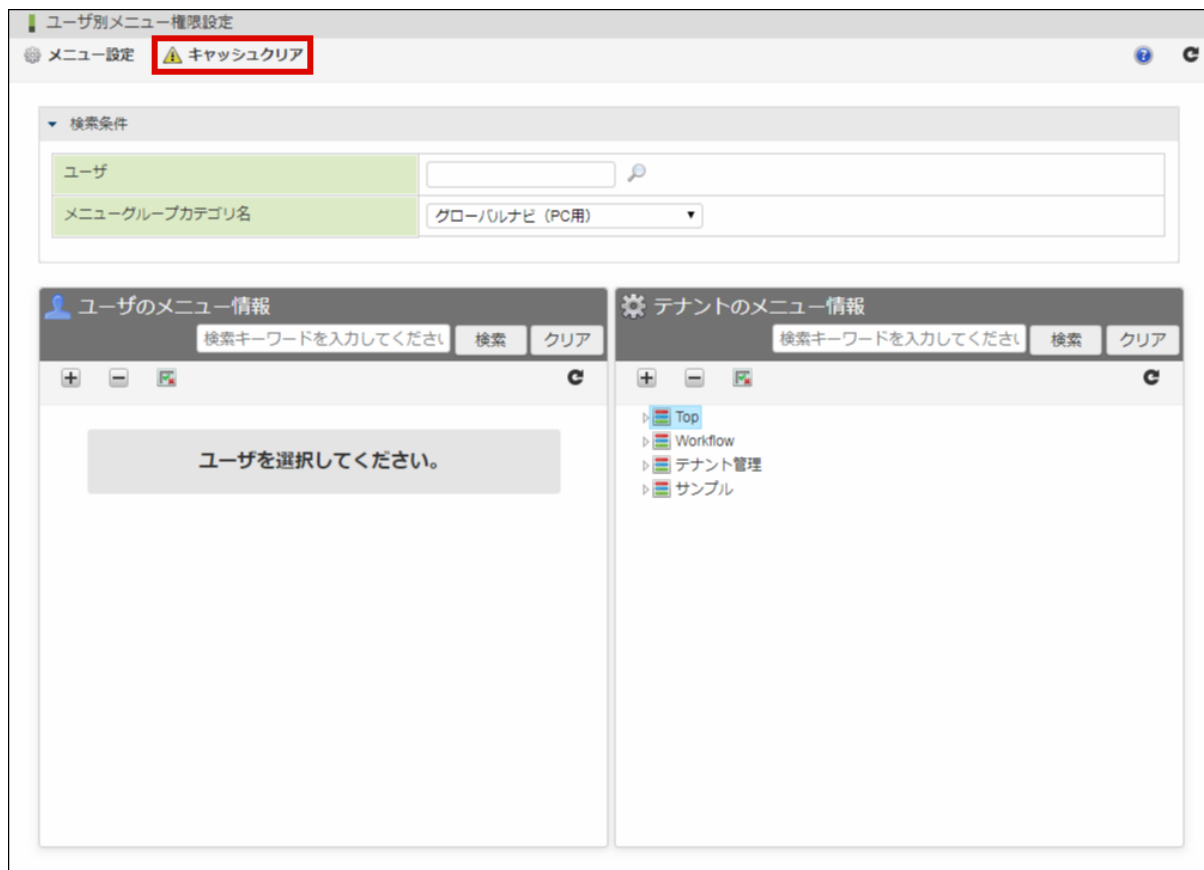 ユーザ別メニュー権限設定
メニュー設定 キャッシュクリア
検索条件
ユーザ
メニューグループカテゴリ名 グローバルナビ（PC用）
ユーザのメニュー情報
検索キーワードを入力してくださ 検索 クリア
ユーザを選択してください。
テナントのメニュー情報
検索キーワードを入力してくださ 検索 クリア
Top
Workflow
テナント管理
サンプル